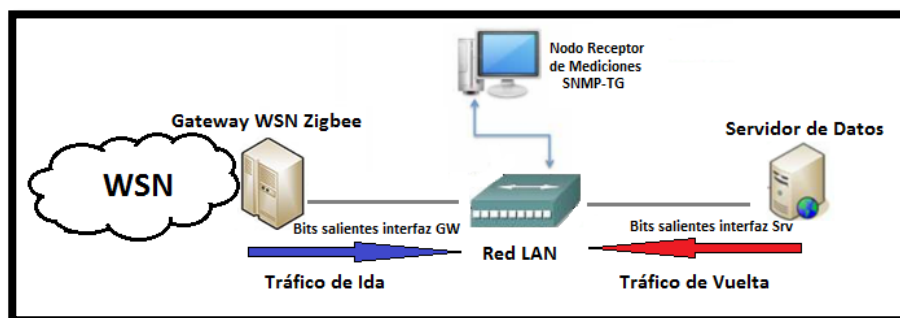 Nodo Receptor
de Mediciones
SNMP-TG
Gateway WSN Zigbee
Servidor de Datos
WSN
Bits salientes interfaz GW
Bits salientes interfaz Srv
Red LAN
Tráfico de Ida
Tráfico de Vuelta